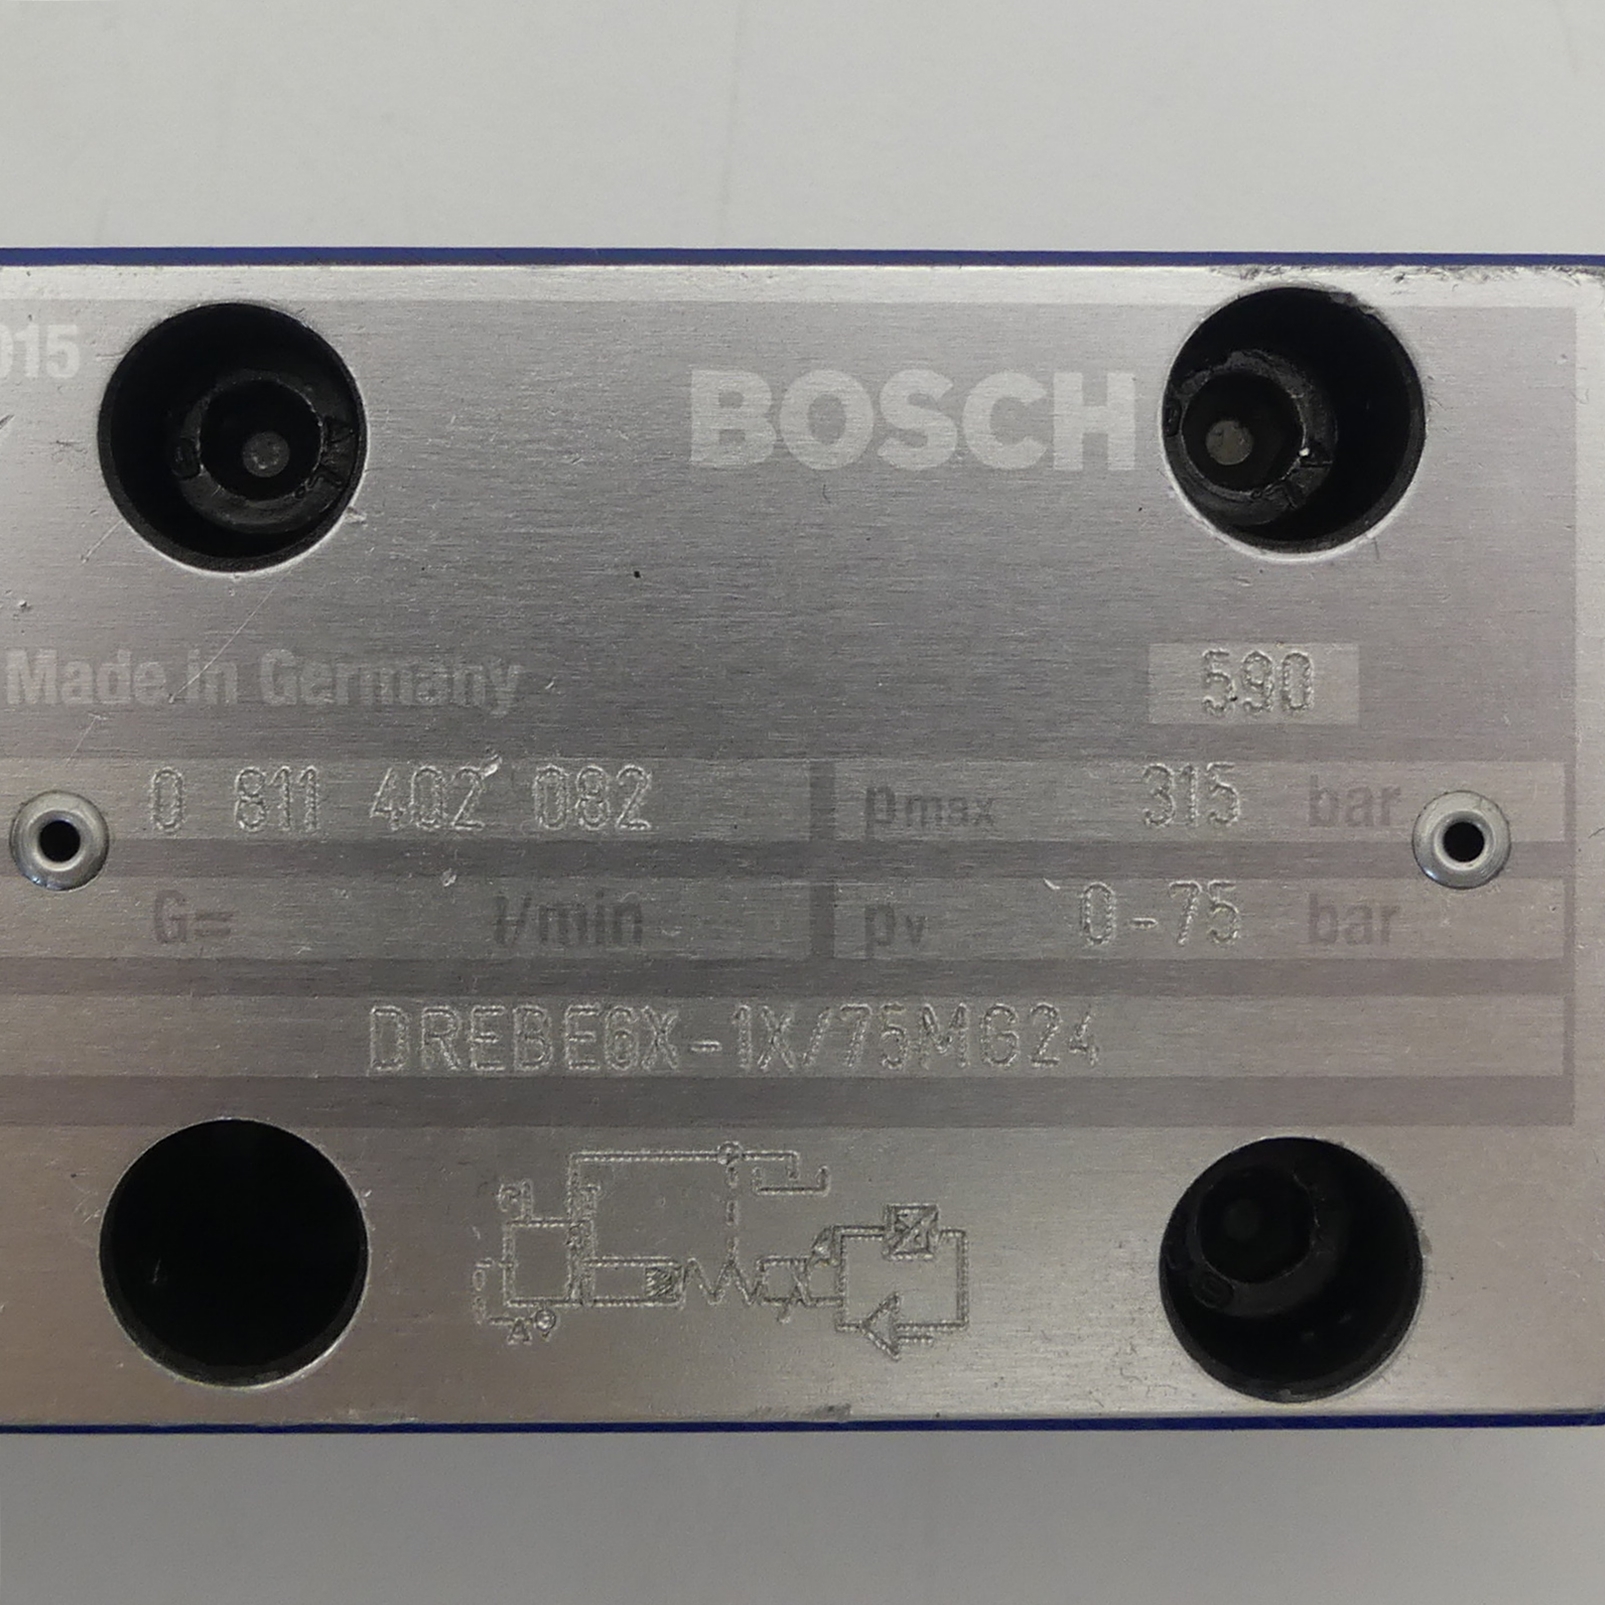 015
BOSCH
Made in Germany
590
0 811 402 082 pmax 315 bar
G= l/min pv 0-75 bar
DREBE6X-1X/75MG24